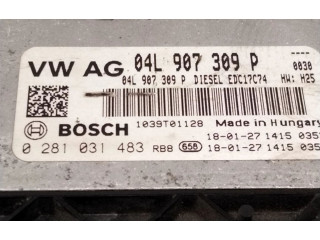 VW AG 04L 907 309 P 0030
04L 907 309 P DIESEL EDC17C74 HW: H25
BOSCH 1039T01128 Made in Hungary
18-01-27 1415 035
0 281 031 483 RBB 658 18-01-27 1415 035